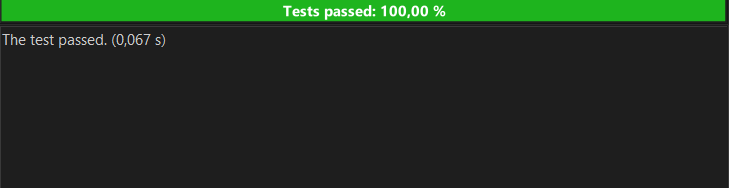 Tests passed: 100,00 %
The test passed. (0,067 s)